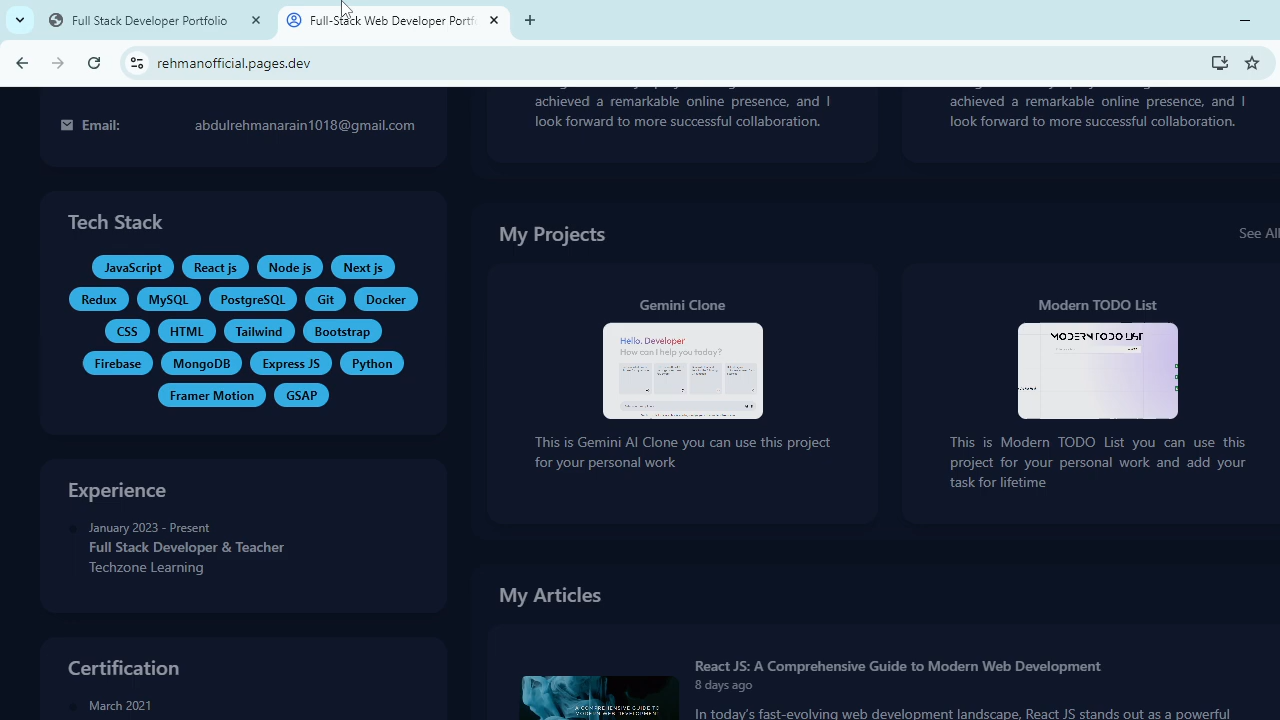 Full Stack Developer Portfolio
Full-Stack Web Developer Portf
rehmanofficial.pages.dev
achieved a remarkable online presence, and I
look forward to more successful collaboration.
achieved a remarkable online presence, and I
look forward to more successful collaboration.
Email: abdulrehmanarain1018@gmail.com
Tech Stack
JavaScript React js Node js Next js
Redux MySQL PostgreSQL Git Docker
CSS HTML Tailwind Bootstrap
Firebase MongoDB Express JS Python
Framer Motion GSAP
Experience
January 2023 - Present
Full Stack Developer & Teacher
Techzone Learning
Certification
March 2021
My Projects
See All
Gemini Clone
Hello, Developer
How can I help you today?
This is Gemini AI Clone you can use this project
for your personal work
Modern TODO List
MODERN TODO LIST
This is Modern TODO List you can use this
project for your personal work and add your
task for lifetime
My Articles
A COMPREHENSIVE GUIDE TO
MODERN WEB DEVELOPMENT
React JS: A Comprehensive Guide to Modern Web Development
8 days ago
In today's fast-evolving web development landscape, React JS stands out as a powerful